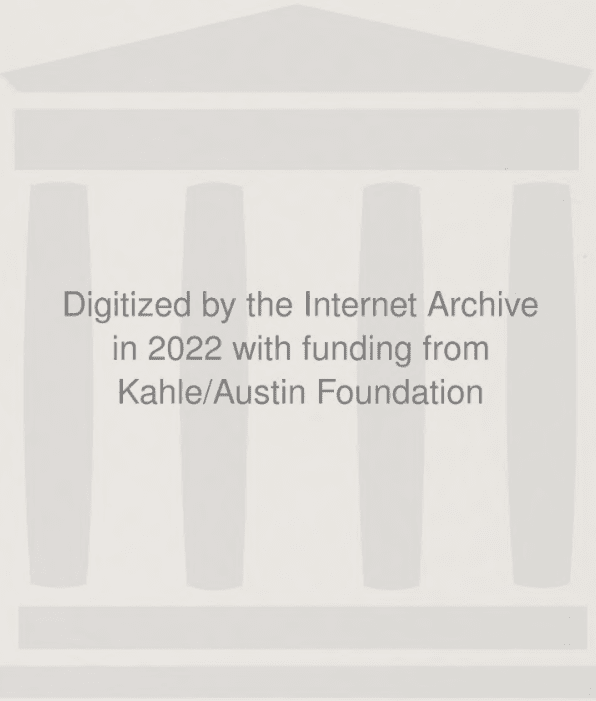 Digitized by the Internet Archive
in 2022 with funding from
Kahle/Austin Foundation